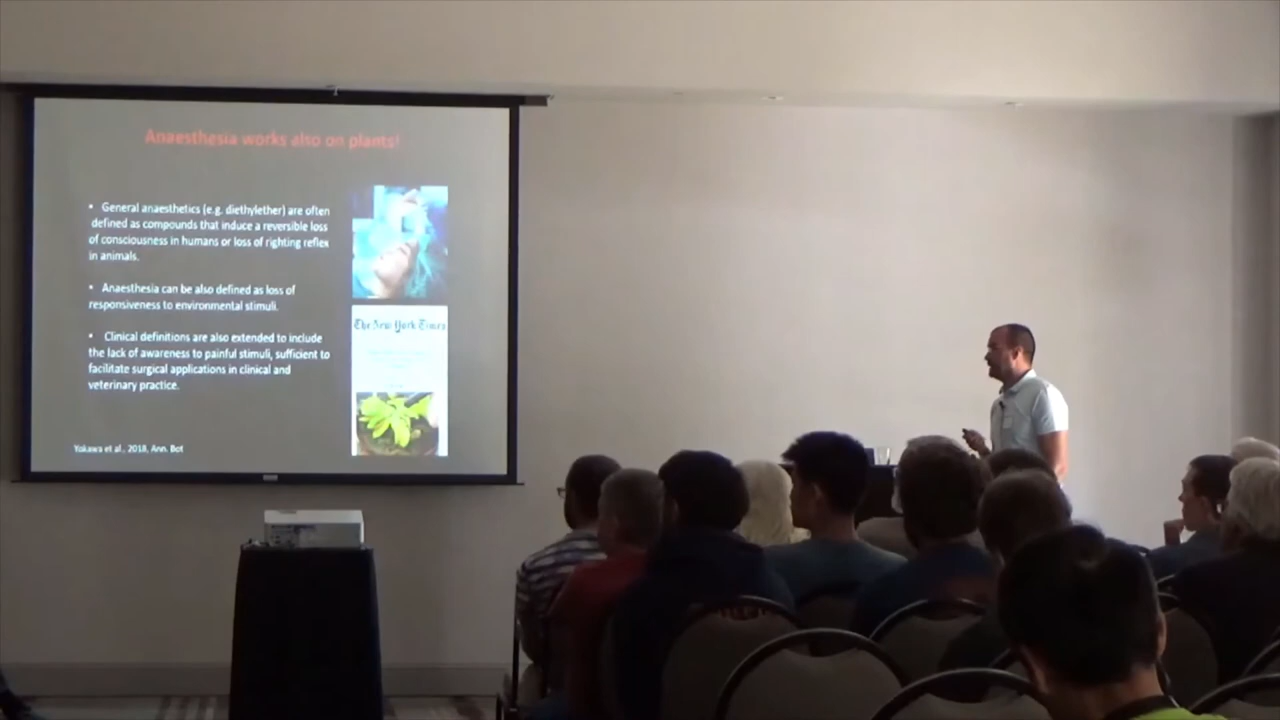 Anaesthesia works also on plants!
• General anaesthetics (e.g. diethylether) are often
defined as compounds that induce a reversible loss
of consciousness in humans or loss of righting reflex
in animals.
• Anaesthesia can be also defined as loss of
responsiveness to environmental stimuli.
• Clinical definitions are also extended to include
the lack of awareness to painful stimuli, sufficient to
facilitate surgical applications in clinical and
veterinary practice.
The New York Times
Yokawa et al., 2018, Ann. Bot